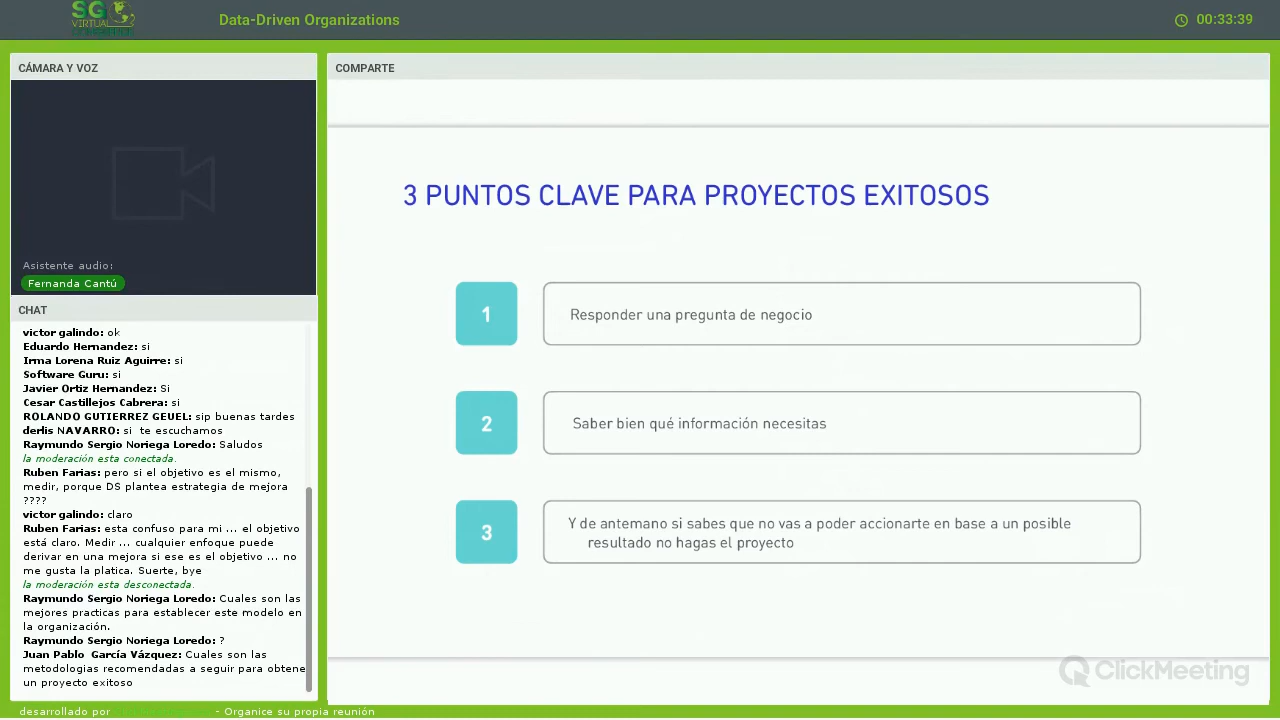 SG
VIRTUAL
Data-Driven Organizations
00:33:39
CÁMARA Y VOZ
Asistente audio:
Fernanda Cantú
CHAT
victor galindo: ok
Eduardo Hernandez: si
Irma Lorena Ruiz Aguirre: si
Software Guru: si
Javier Ortiz Hernandez: Si
Cesar Castillejos Cabrera: si
ROLANDO GUTIERREZ GEUEL: sip buenas tardes
derlis NAVARRO: si te escuchamos
Raymundo Sergio Noriega Loredo: Saludos
la moderación esta conectada.
Ruben Farias: pero si el objetivo es el mismo,
medir, porque DS plantea estrategia de mejora
????
victor galindo: claro
Ruben Farias: esta confuso para mi ... el objetivo
está claro. Medir ... cualquier enfoque puede
derivar en una mejora si ese es el objetivo ... no
me gusta la platica. Suerte, bye
la moderación esta desconectada.
Raymundo Sergio Noriega Loredo: Cuales son las
mejores practicas para establecer este modelo en
la organización.
Raymundo Sergio Noriega Loredo: ?
Juan Pablo García Vázquez: Cuales son las
metodologias recomendadas a seguir para obtene
un proyecto exitoso
desarrollado por
- Organice su propia reunión
COMPARTE
3 PUNTOS CLAVE PARA PROYECTOS EXITOSOS
1
Responder una pregunta de negocio
2
Saber bien qué información necesitas
3
Y de antemano si sabes que no vas a poder accionarte en base a un posible
resultado no hagas el proyecto
ClickMeeting